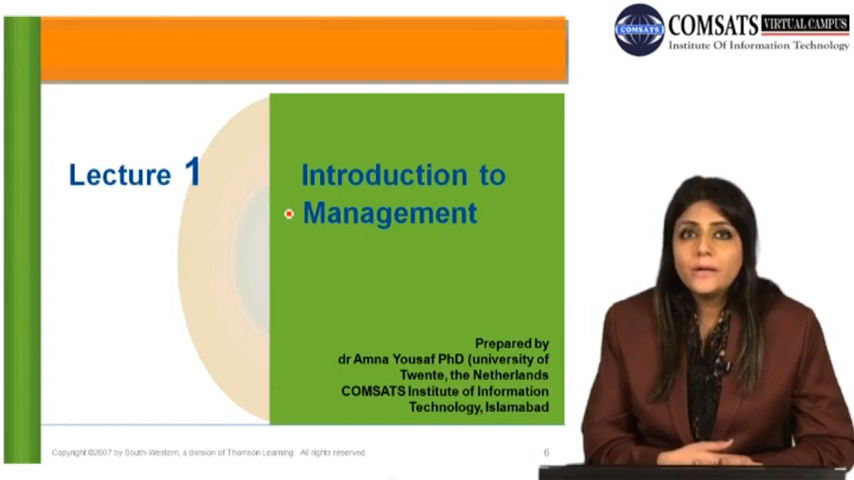 COMSATS VIRTUAL CAMPUS
COMSATS
Institute Of Information Technology
Lecture 1
Introduction to
Management
Prepared by
dr Amna Yousaf PhD (university of
Twente, the Netherlands
COMSATS Institute of Information
Technology, Islamabad
Copyright ©2007 by South-Western, a division of Thomson Learning. All rights reserved
6